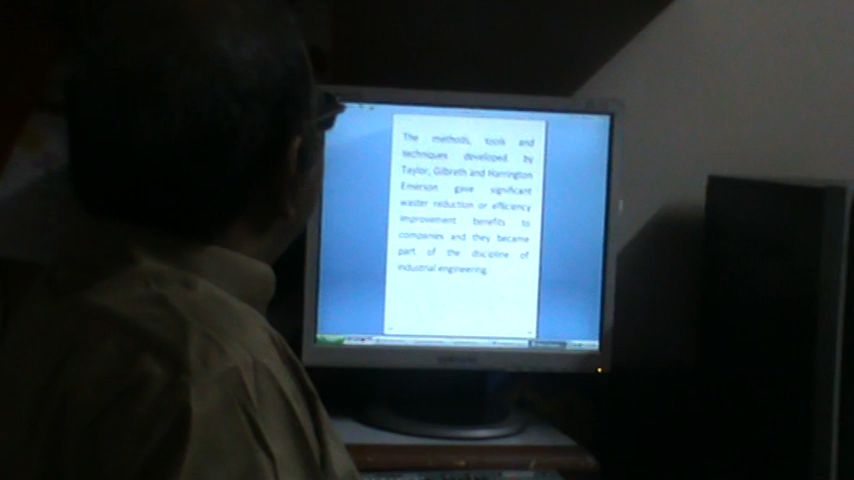 The methods, tools and
techniques developed by
Taylor, Gilbreth and Harrington
Emerson gave significant
waster reduction or efficiency
improvement benefits to
companies and they became
part of the discipline of
industrial engineering